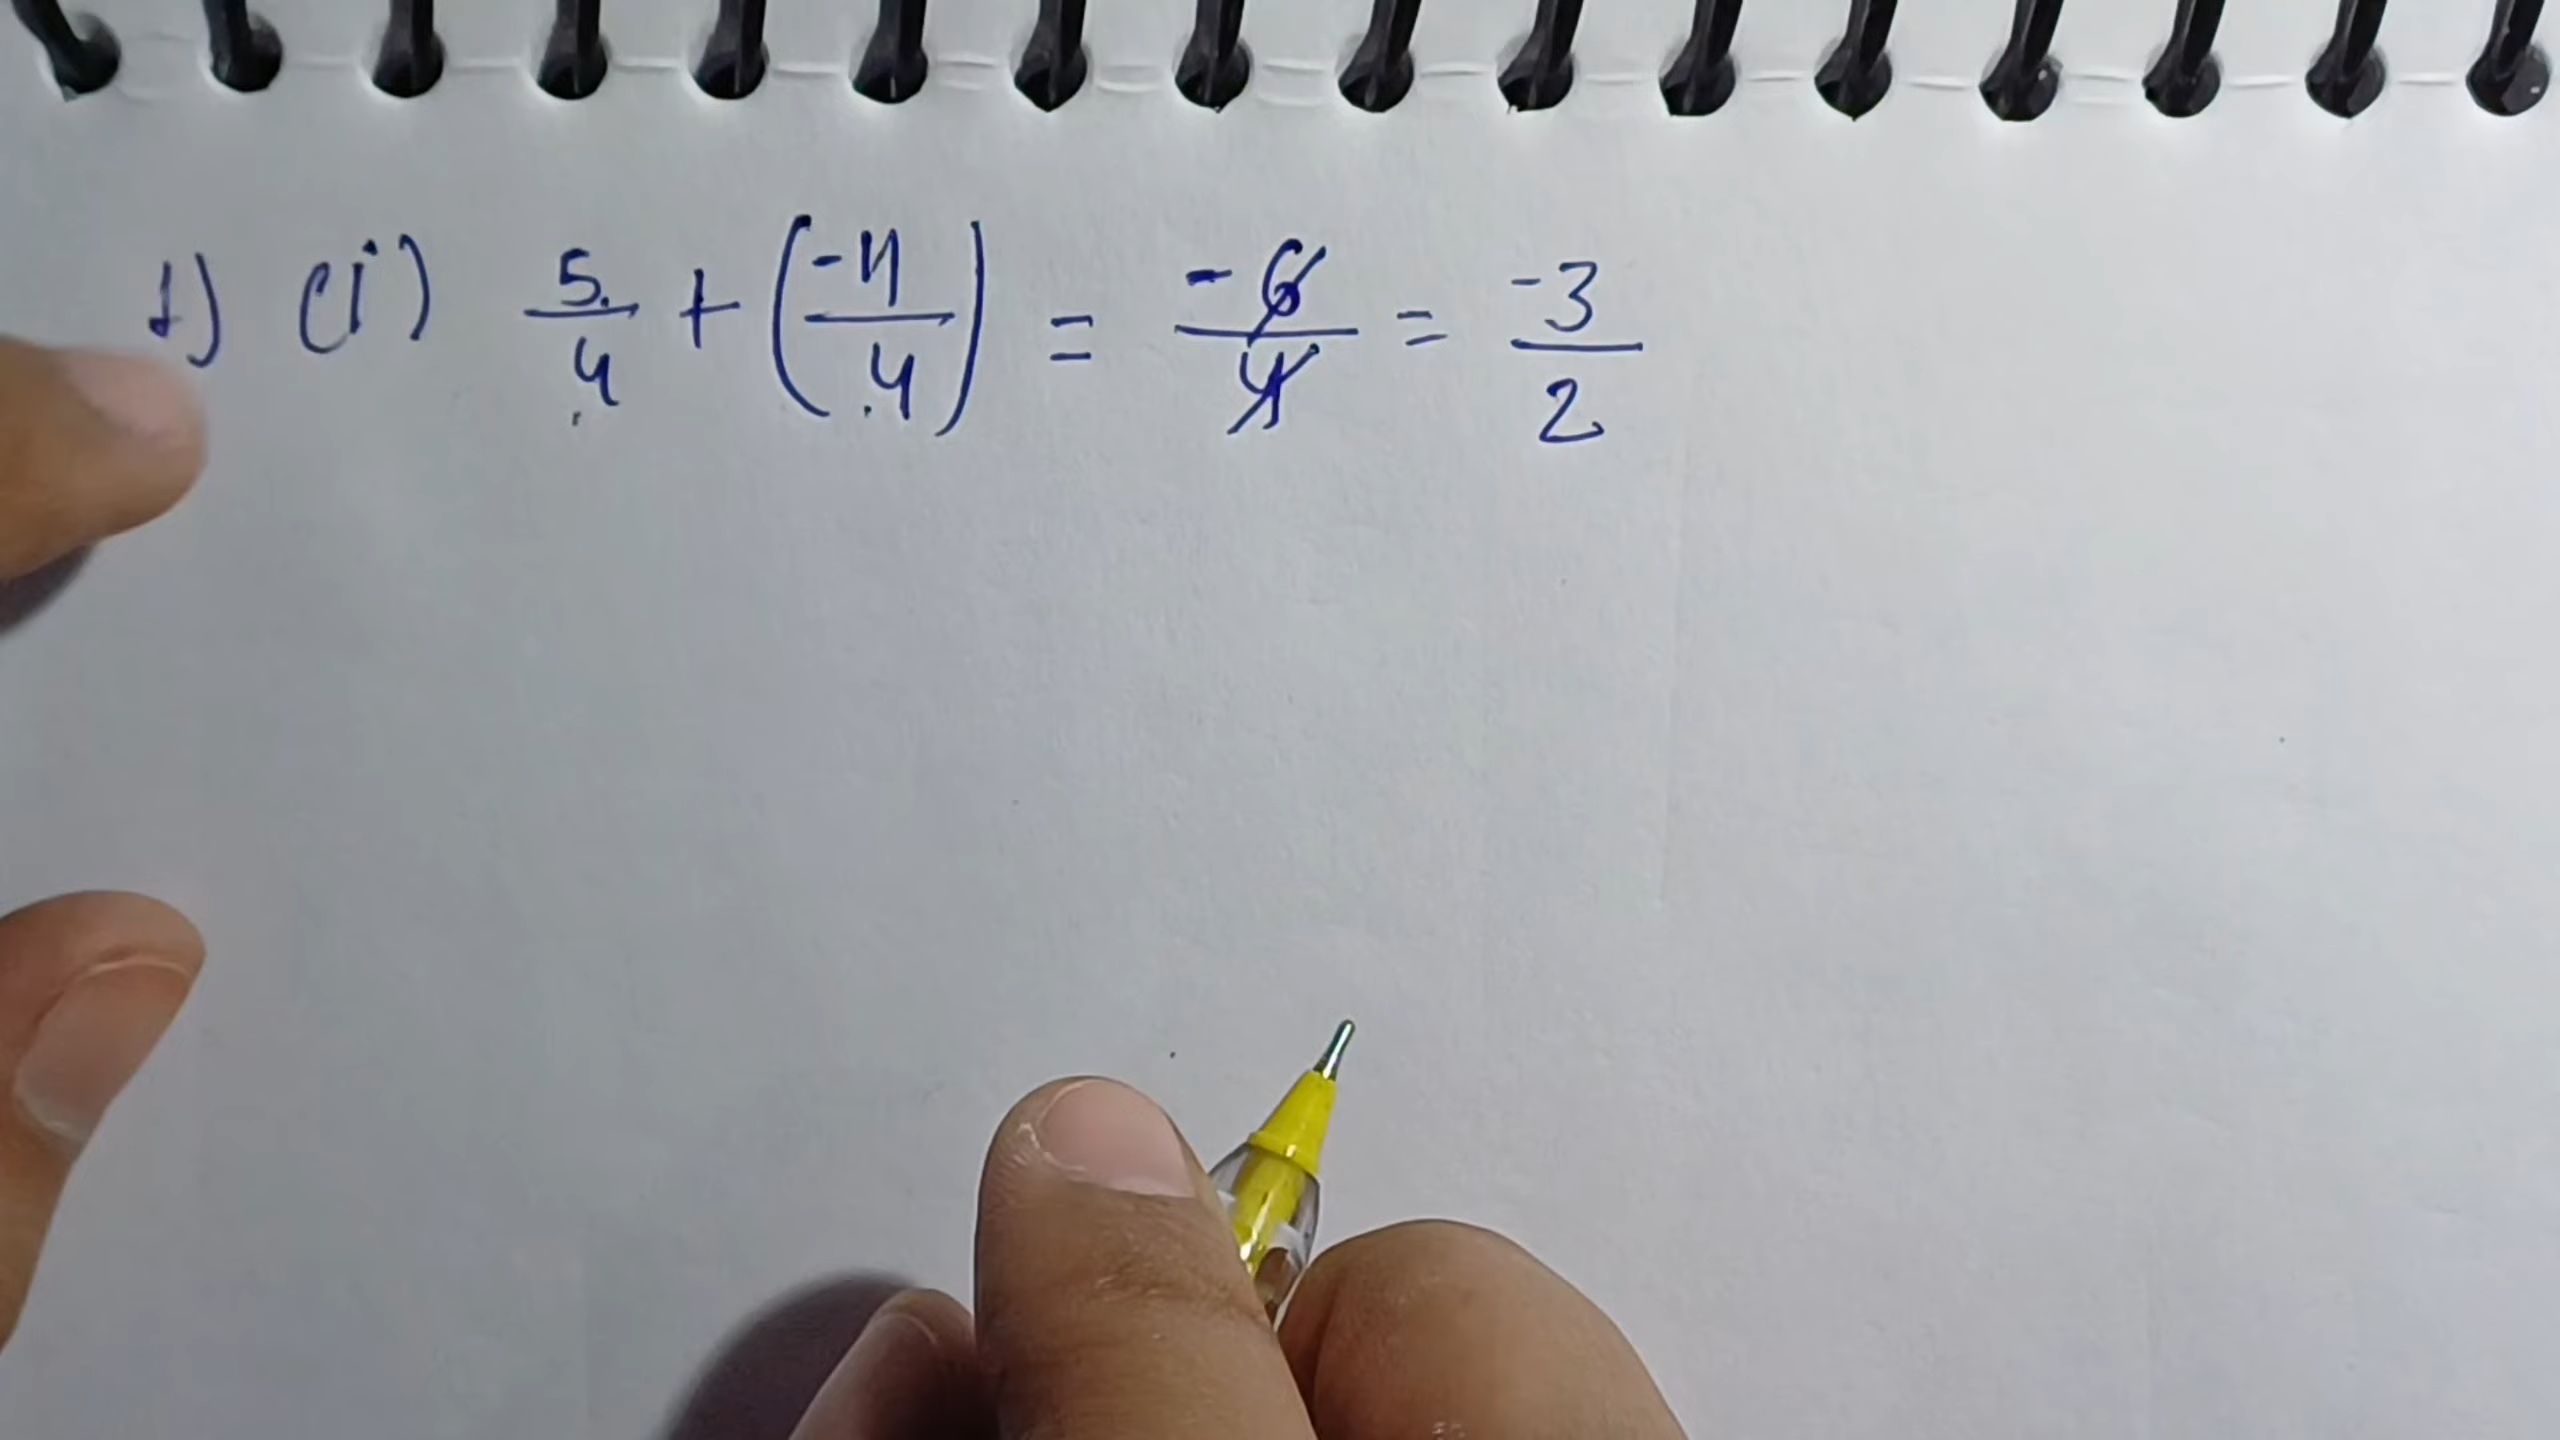 1) (i) 5/4 + (-11/4) = -6/4 = -3/2